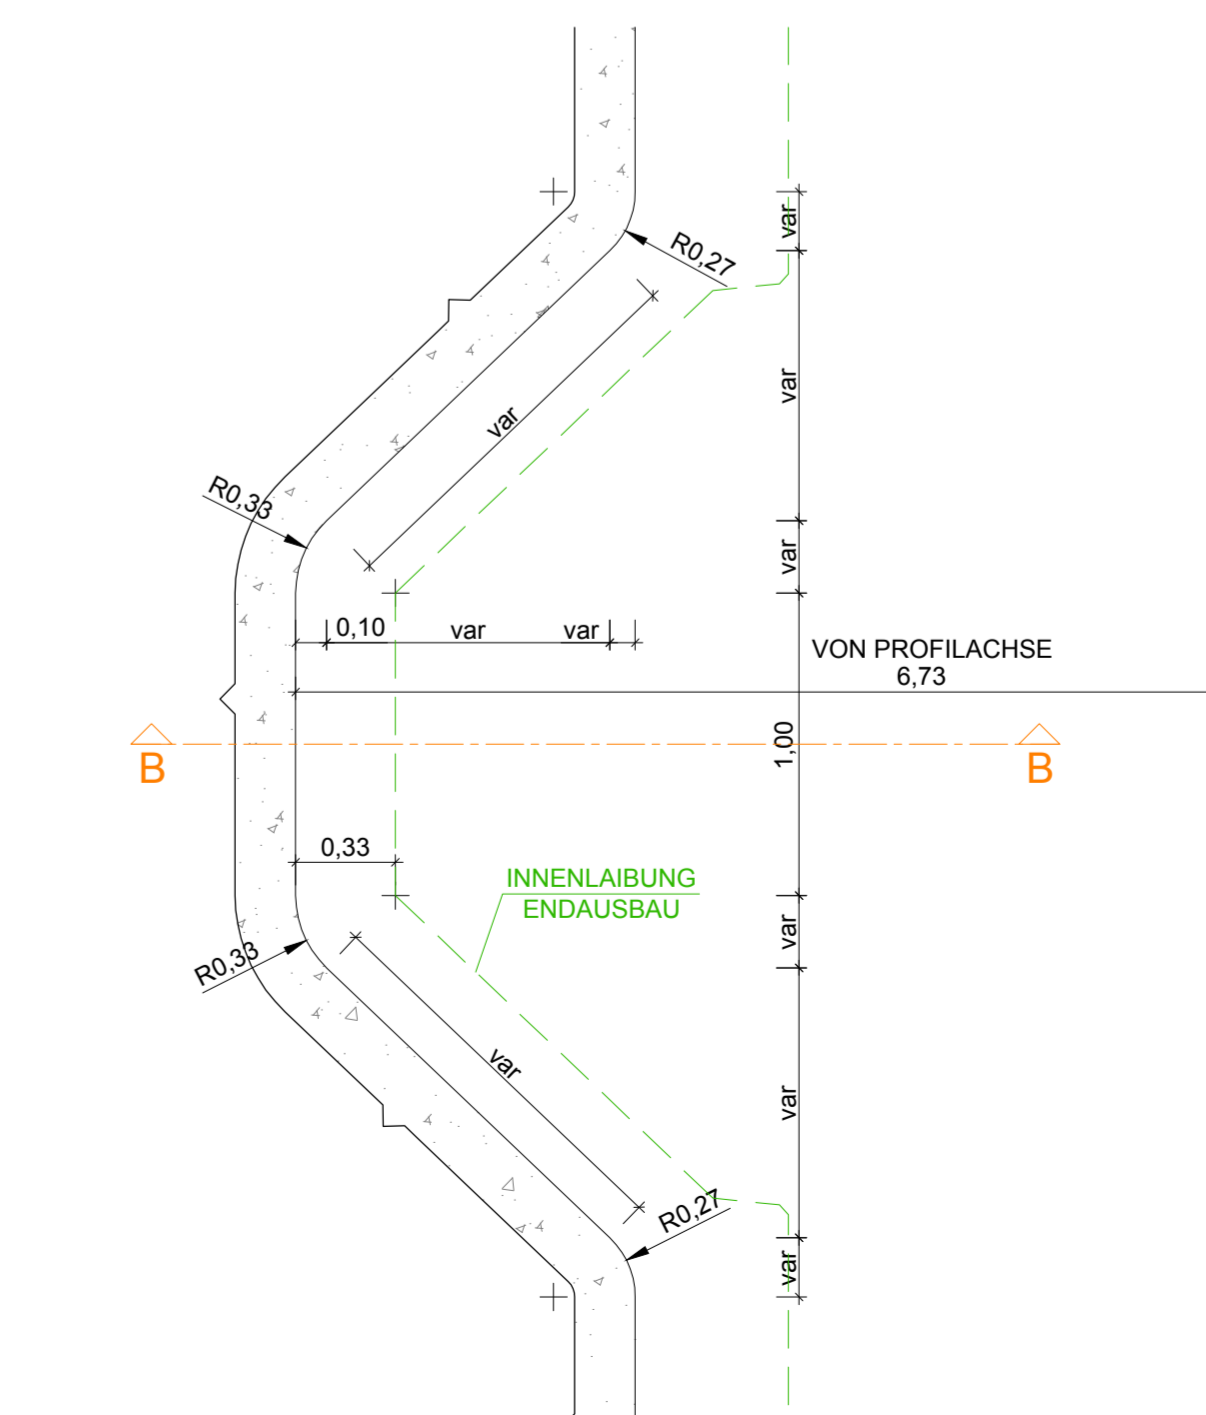 var
R0,27
var
var
R0,33
var
0,10 var var
VON PROFILACHSE
6,73
1,00
B B
0,33
INNENLAIBUNG
ENDAUSBAU
var
R0,33
var
var
R0,27
var